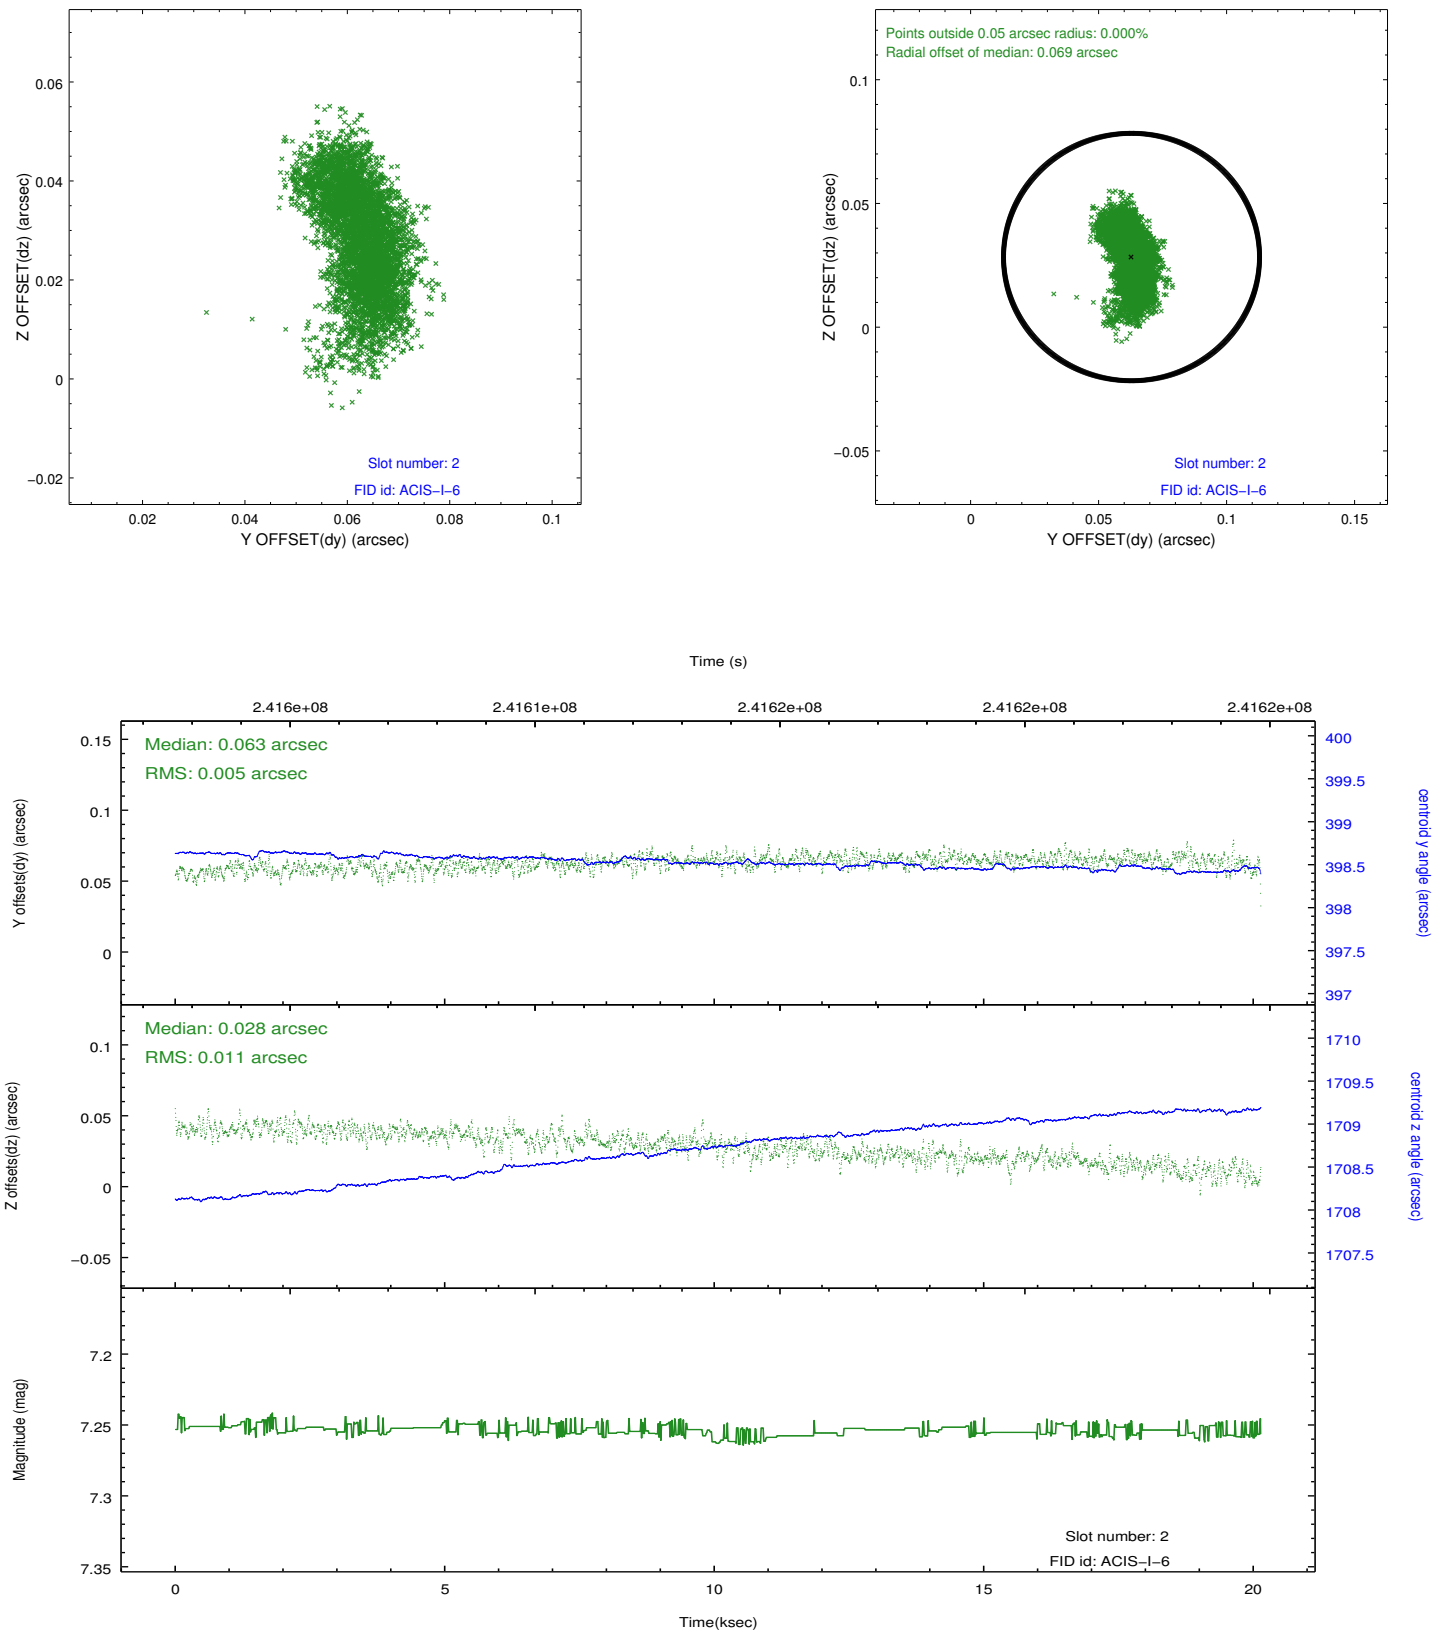 0.06
0.04
0.02
0
−0.02
0.02
0.04
0.06
0.08
0.1
Z OFFSET(dz) (arcsec)
Y OFFSET(dy) (arcsec)
Slot number: 2
FID id: ACIS−I−6
Points outside 0.05 arcsec radius: 0.000%
Radial offset of median: 0.069 arcsec
0.1
0.05
0
−0.05
0
0.05
0.1
0.15
Z OFFSET(dz) (arcsec)
Y OFFSET(dy) (arcsec)
Slot number: 2
FID id: ACIS−I−6
Time (s)
2.416e+08
2.4161e+08
2.4162e+08
2.4162e+08
2.4162e+08
Median: 0.063 arcsec
RMS: 0.005 arcsec
0.15
0.1
0.05
0
Y offsets(dy) (arcsec)
400
399.5
399
398.5
398
397.5
397
centroid y angle (arcsec)
Median: 0.028 arcsec
RMS: 0.011 arcsec
0.1
0.05
0
−0.05
Z offsets(dz) (arcsec)
1710
1709.5
1709
1708.5
1708
1707.5
centroid z angle (arcsec)
7.2
7.25
7.3
7.35
Magnitude (mag)
Slot number: 2
FID id: ACIS−I−6
0
5
10
15
20
Time(ksec)